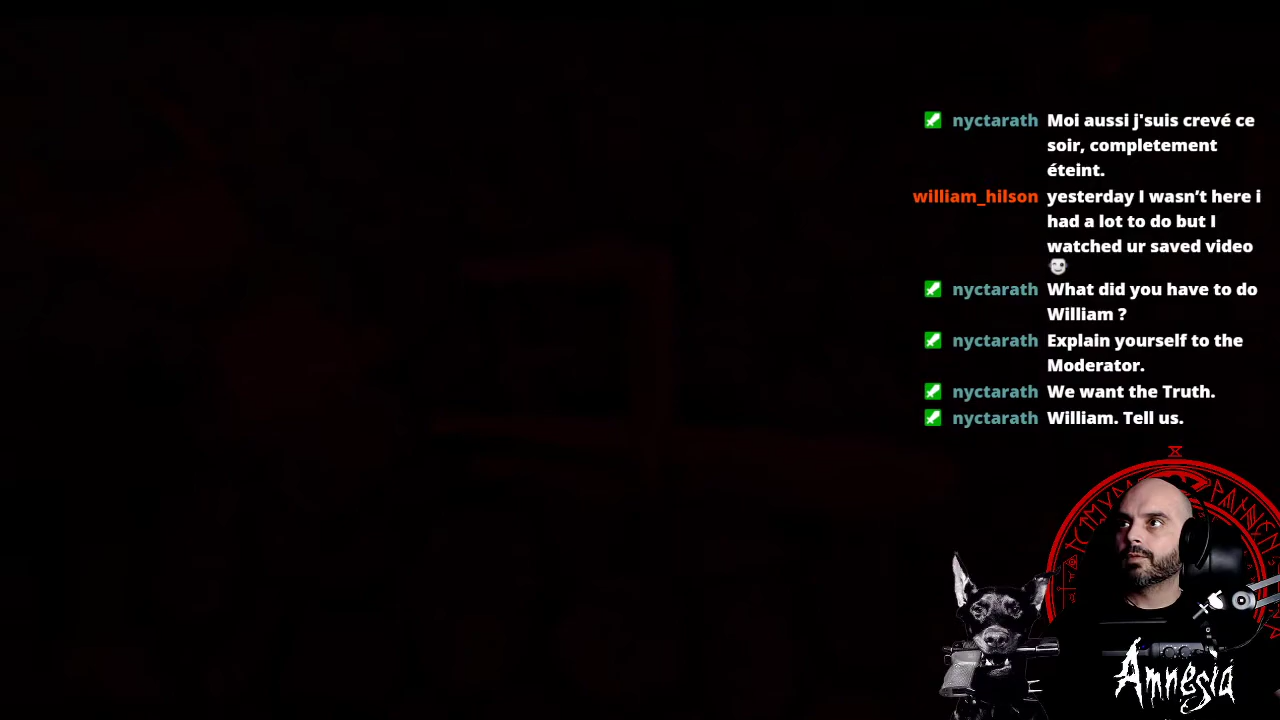 nyctarath Moi aussi j'suis crevé ce
soir, completement
éteint.
william_hilson yesterday I wasn’t here i
had a lot to do but I
watched ur saved video
nyctarath What did you have to do
William ?
nyctarath Explain yourself to the
Moderator.
nyctarath We want the Truth.
nyctarath William. Tell us.
Amnesia